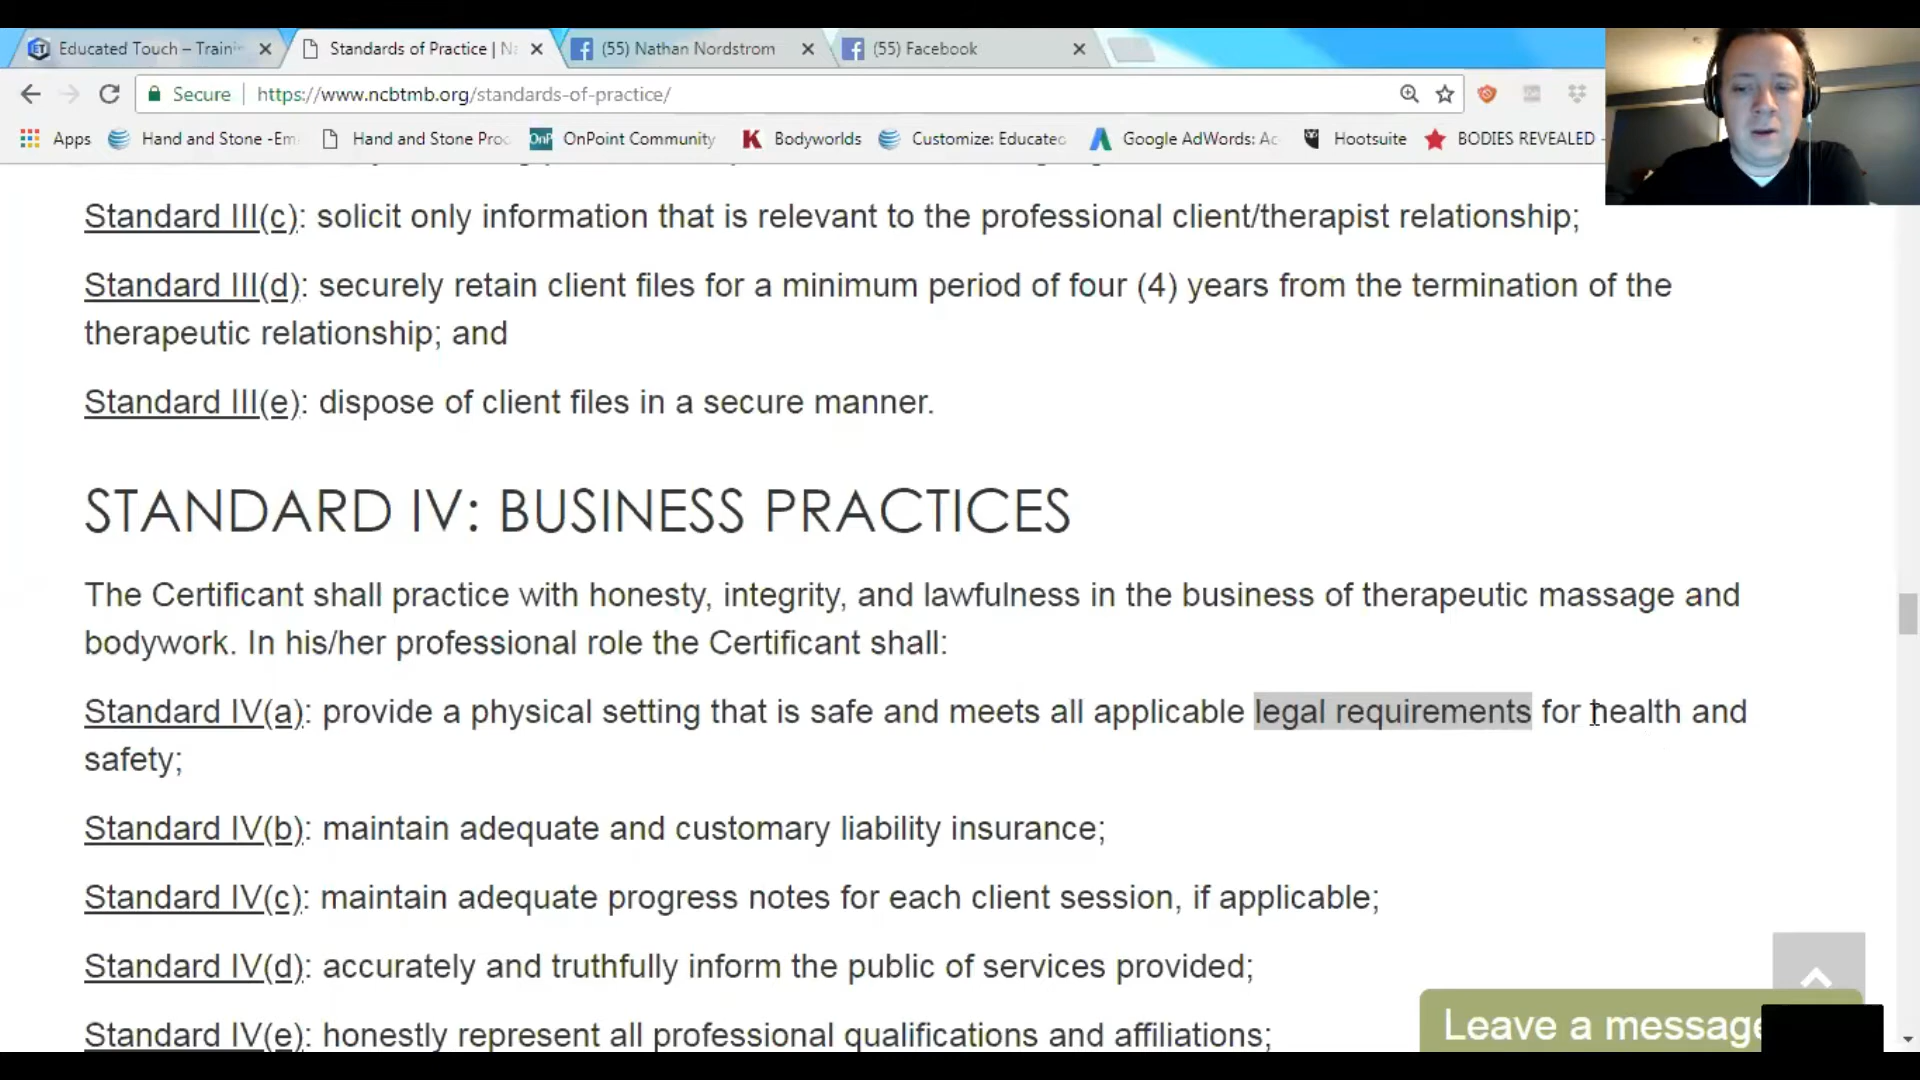 Educated Touch – Traini
Standards of Practice | N
(55) Nathan Nordstrom
(55) Facebook
Secure
https://www.ncbtmb.org/standards-of-practice/
Apps
Hand and Stone -Em
Hand and Stone Pro
OnP
OnPoint Community
K
Bodyworlds
Customize: Educated
Google AdWords: Ac
Hootsuite
BODIES REVEALED -
Standard III(c): solicit only information that is relevant to the professional client/therapist relationship;
Standard III(d): securely retain client files for a minimum period of four (4) years from the termination of the
therapeutic relationship; and
Standard III(e): dispose of client files in a secure manner.
STANDARD IV: BUSINESS PRACTICES
The Certificant shall practice with honesty, integrity, and lawfulness in the business of therapeutic massage and
bodywork. In his/her professional role the Certificant shall:
Standard IV(a): provide a physical setting that is safe and meets all applicable legal requirements for health and
safety;
Standard IV(b): maintain adequate and customary liability insurance;
Standard IV(c): maintain adequate progress notes for each client session, if applicable;
Standard IV(d): accurately and truthfully inform the public of services provided;
Standard IV(e): honestly represent all professional qualifications and affiliations;
Leave a message